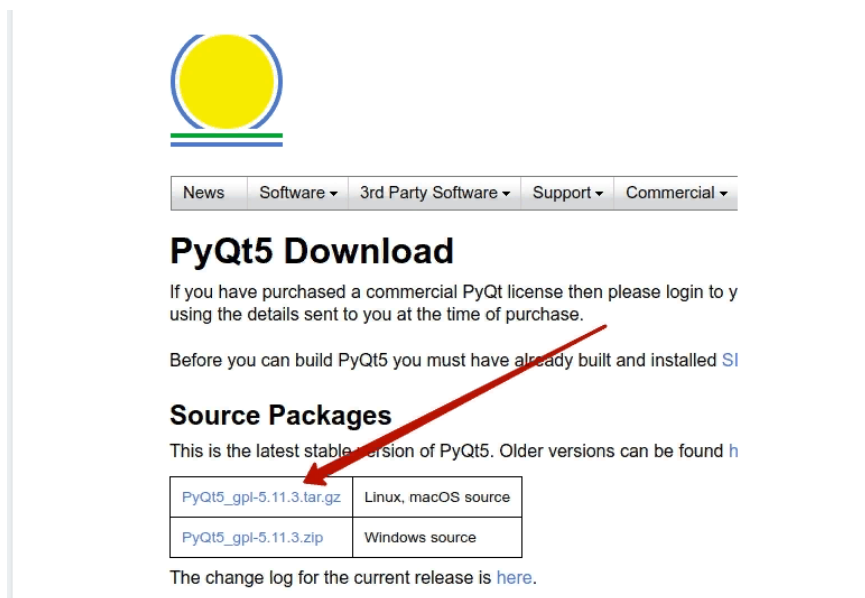 News Software 3rd Party Software Support Commercial
PyQt5 Download
If you have purchased a commercial PyQt license then please login to y
using the details sent to you at the time of purchase.
Before you can build PyQt5 you must have already built and installed SI
Source Packages
This is the latest stable version of PyQt5. Older versions can be found h
PyQt5_gpl-5.11.3.tar.gz Linux, macOS source
PyQt5_gpl-5.11.3.zip Windows source
The change log for the current release is here.